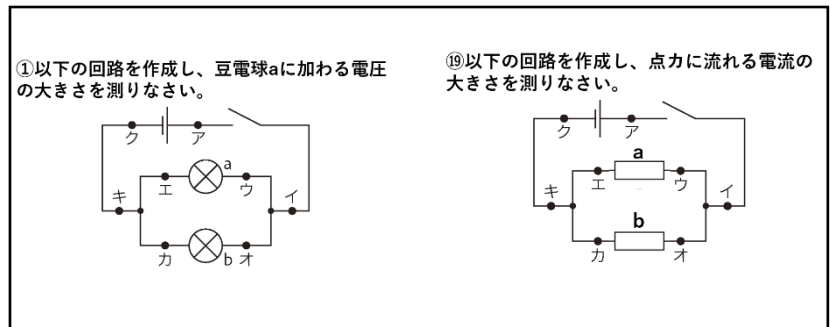 ①以下の回路を作成し、豆電球aに加わる電圧
の大きさを測りなさい。
ク
ア
a
エ
ウ
キ
イ
カ
b
オ
⑲以下の回路を作成し、点カに流れる電流の
大きさを測りなさい。
ク
ア
a
エ
ウ
キ
イ
b
カ
オ